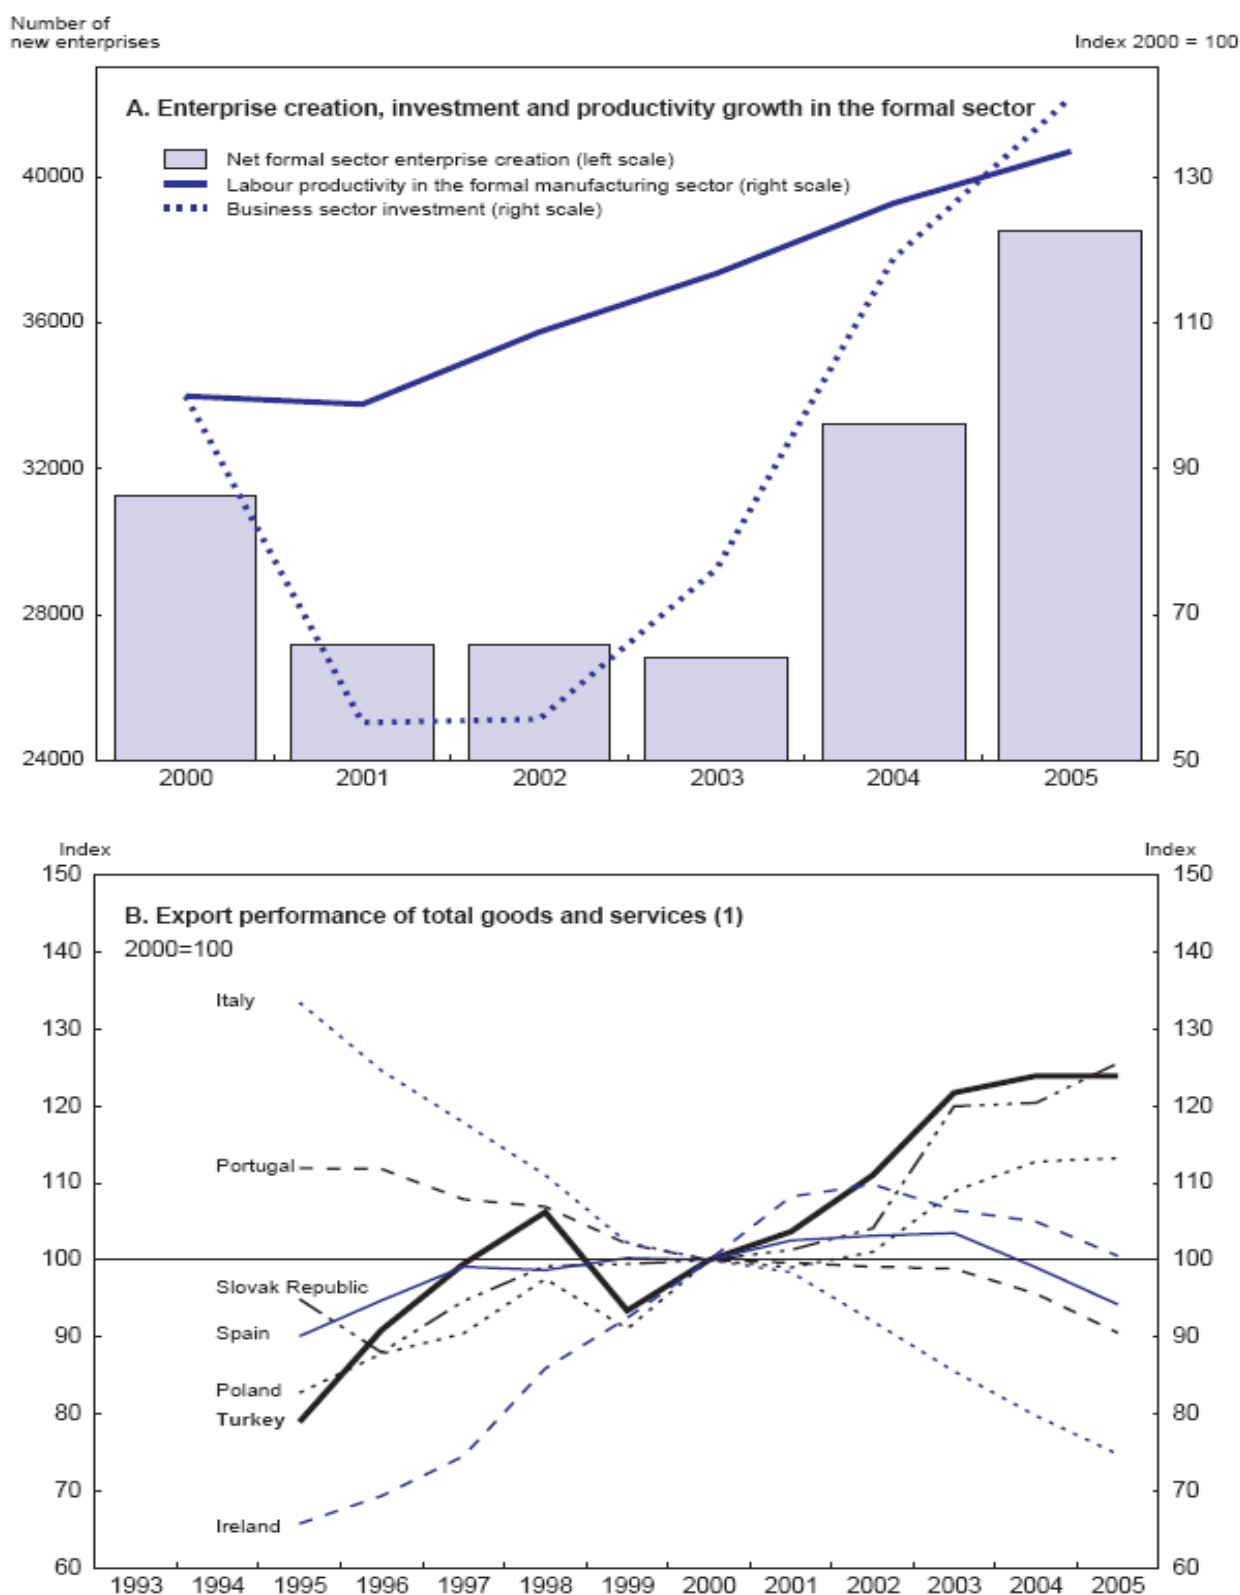 Number of
new enterprises
Index 2000 = 100
A. Enterprise creation, investment and productivity growth in the formal sector
Net formal sector enterprise creation (left scale)
Labour productivity in the formal manufacturing sector (right scale)
Business sector investment (right scale)
40000
130
36000
110
32000
90
28000
70
24000
50
2000 2001 2002 2003 2004 2005
Index
Index
150
150
B. Export performance of total goods and services (1)
2000=100
140
140
Italy
130
130
120
120
Portugal
110
110
100
100
Slovak Republic
Spain
90
90
Poland
Turkey
80
80
70
70
Ireland
60
60
1993 1994 1995 1996 1997 1998 1999 2000 2001 2002 2003 2004 2005